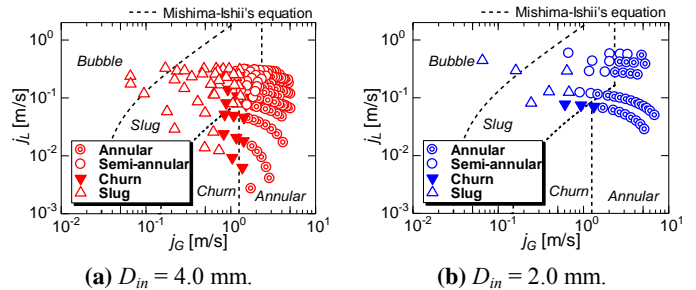 ------ Mishima-Ishii's equation
10^0
Bubble
10^-1
j_L [m/s]
Slug
10^-2
Annular
Semi-annular
Churn
Slug
Churn
Annular
10^-3
10^-2 10^-1 10^0 10^1
j_G [m/s]
(a) D_in = 4.0 mm.
------ Mishima-Ishii's equation
10^0
Bubble
10^-1
j_L [m/s]
Slug
10^-2
Annular
Semi-annular
Churn
Slug
Churn
Annular
10^-3
10^-2 10^-1 10^0 10^1
j_G [m/s]
(b) D_in = 2.0 mm.